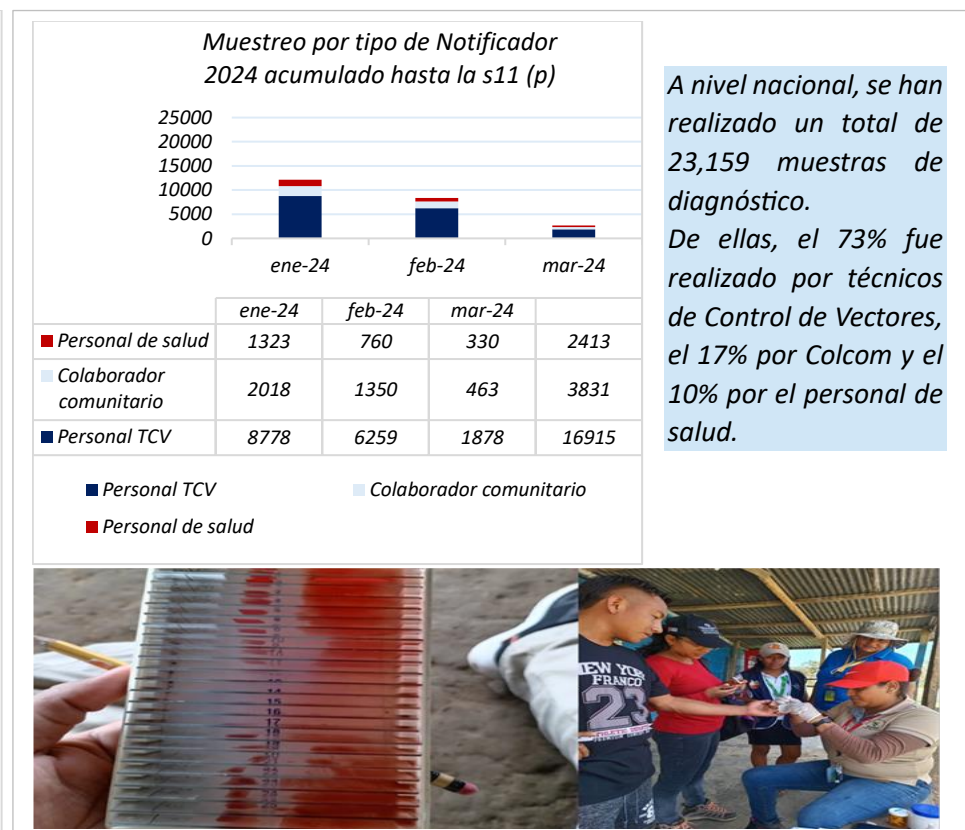 Muestreo por tipo de Notificador
2024 acumulado hasta la s11 (p)
25000
20000
15000
10000
5000
0
ene-24 feb-24 mar-24
ene-24 feb-24 mar-24
Personal de salud 1323 760 330 2413
Colaborador
comunitario 2018 1350 463 3831
Personal TCV 8778 6259 1878 16915
Personal TCV Colaborador comunitario
Personal de salud
A nivel nacional, se han
realizado un total de
23,159 muestras de
diagnóstico.
De ellas, el 73% fue
realizado por técnicos
de Control de Vectores,
el 17% por Colcom y el
10% por el personal de
salud.
14
15
16
17
NEW YORK
FRANCO
23